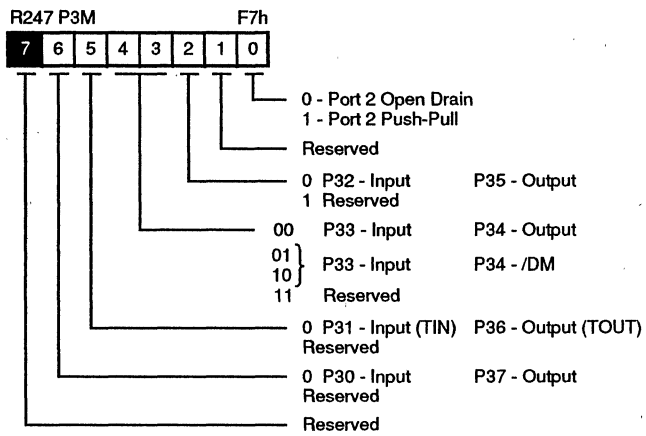 R247 P3M F7h
7 6 5 4 3 2 1 0
0 - Port 2 Open Drain
1 - Port 2 Push-Pull
Reserved
0 P32 - Input P35 - Output
1 Reserved
00 P33 - Input P34 - Output
01
10 } P33 - Input P34 - /DM
11 Reserved
0 P31 - Input (TIN) P36 - Output (TOUT)
Reserved
0 P30 - Input P37 - Output
Reserved
Reserved